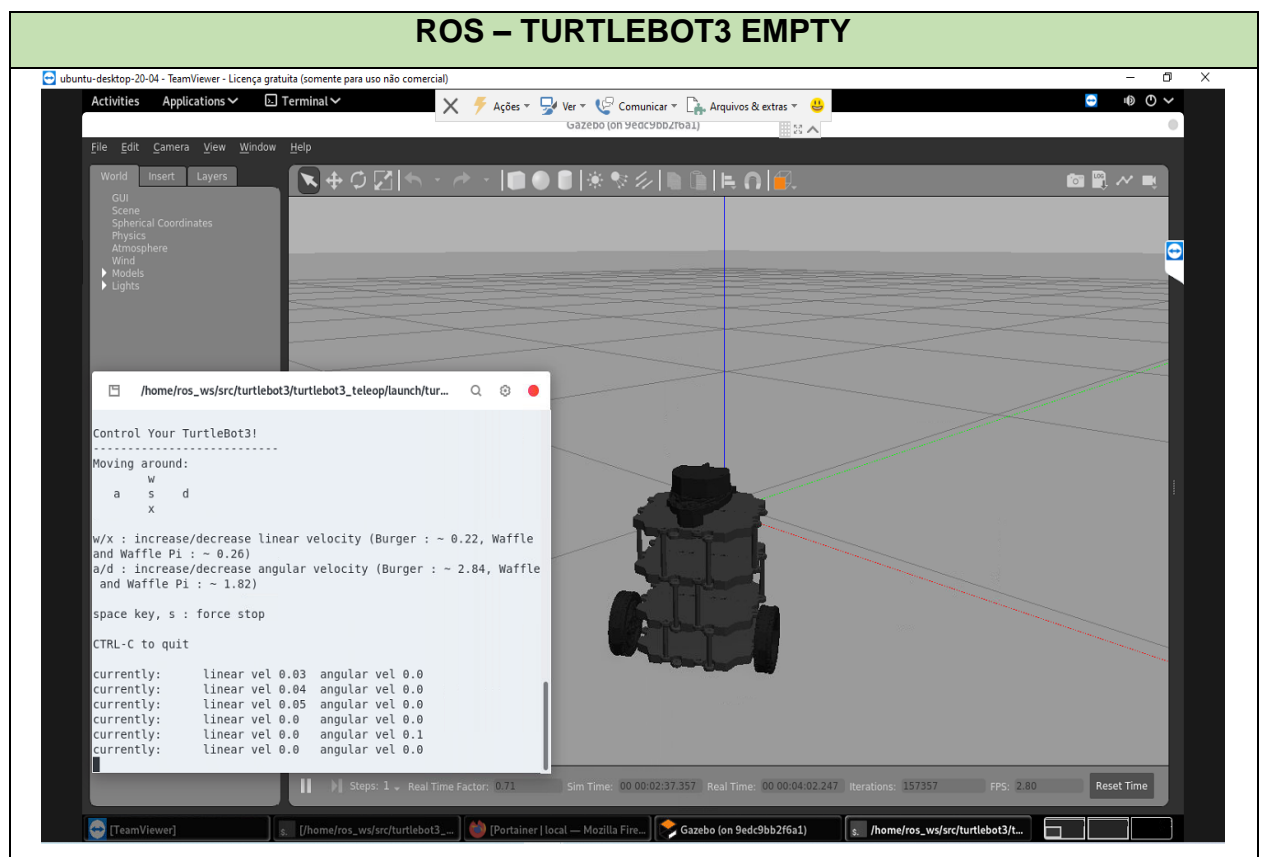 ROS – TURTLEBOT3 EMPTY
ubuntu-desktop-20-04 - TeamViewer - Licença gratuita (somente para uso não comercial)
Activities Applications Terminal
Ações Ver Comunicar Arquivos & extras
Gazebo (on 9edc9bb2f6a1)
File Edit Camera View Window Help
World Insert Layers
LOG
GUI
Scene
Spherical Coordinates
Physics
Atmosphere
Wind
Models
Lights
/home/ros_ws/src/turtlebot3/turtlebot3_teleop/launch/tur...
Control Your TurtleBot3!
---------------------------
Moving around:
w
a s d
x
w/x : increase/decrease linear velocity (Burger : ~ 0.22, Waffle
and Waffle Pi : ~ 0.26)
a/d : increase/decrease angular velocity (Burger : ~ 2.84, Waffle
and Waffle Pi : ~ 1.82)
space key, s : force stop
CTRL-C to quit
currently: linear vel 0.03 angular vel 0.0
currently: linear vel 0.04 angular vel 0.0
currently: linear vel 0.05 angular vel 0.0
currently: linear vel 0.0 angular vel 0.0
currently: linear vel 0.0 angular vel 0.1
currently: linear vel 0.0 angular vel 0.0
Steps: 1 Real Time Factor: 0.71 Sim Time: 00 00:02:37.357 Real Time: 00 00:04:02.247 Iterations: 157357 FPS: 2.80 Reset Time
[TeamViewer] [/home/ros_ws/src/turtlebot3_... [Portainer | local — Mozilla Fire... Gazebo (on 9edc9bb2f6a1) /home/ros_ws/src/turtlebot3/t...